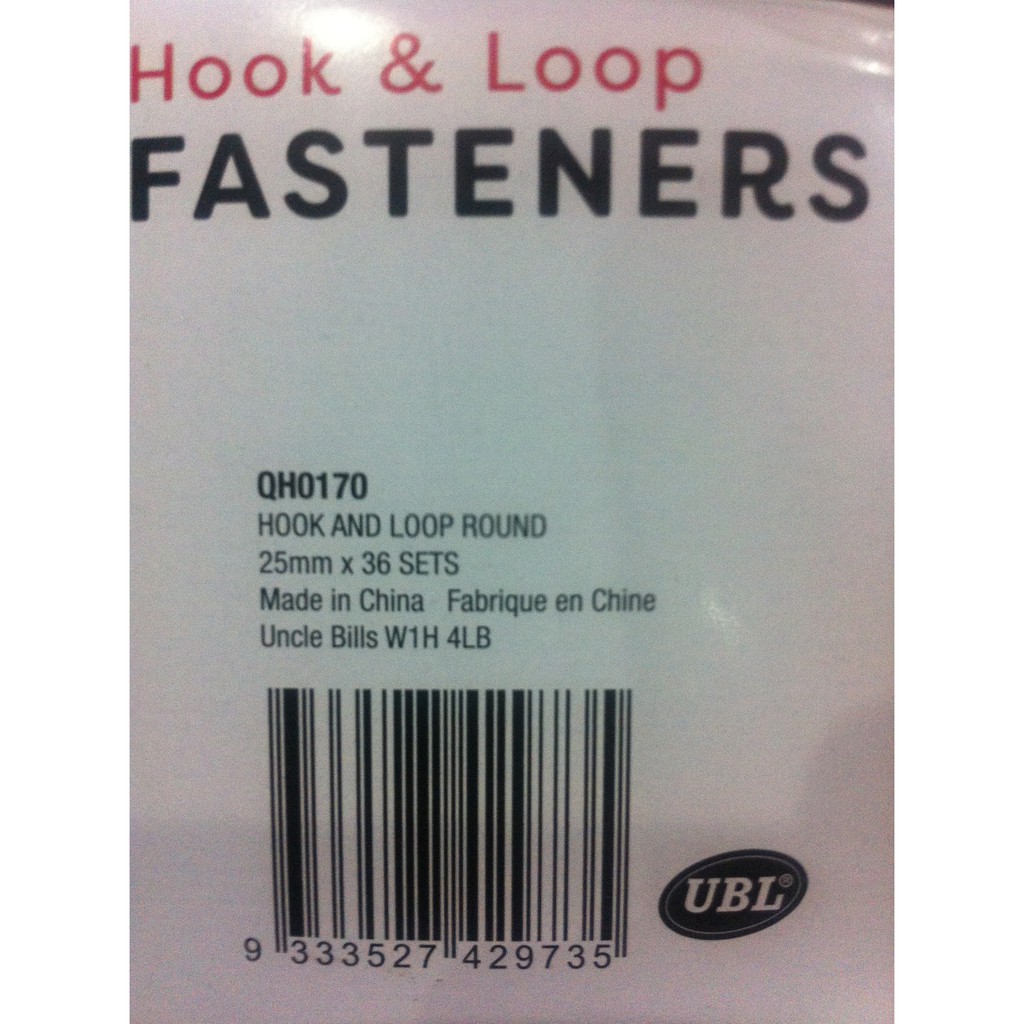 Hook & Loop
FASTENERS
QH0170
HOOK AND LOOP ROUND
25mm x 36 SETS
Made in China Fabrique en Chine
Uncle Bills W1H 4LB
9 333527 429735
UBL®